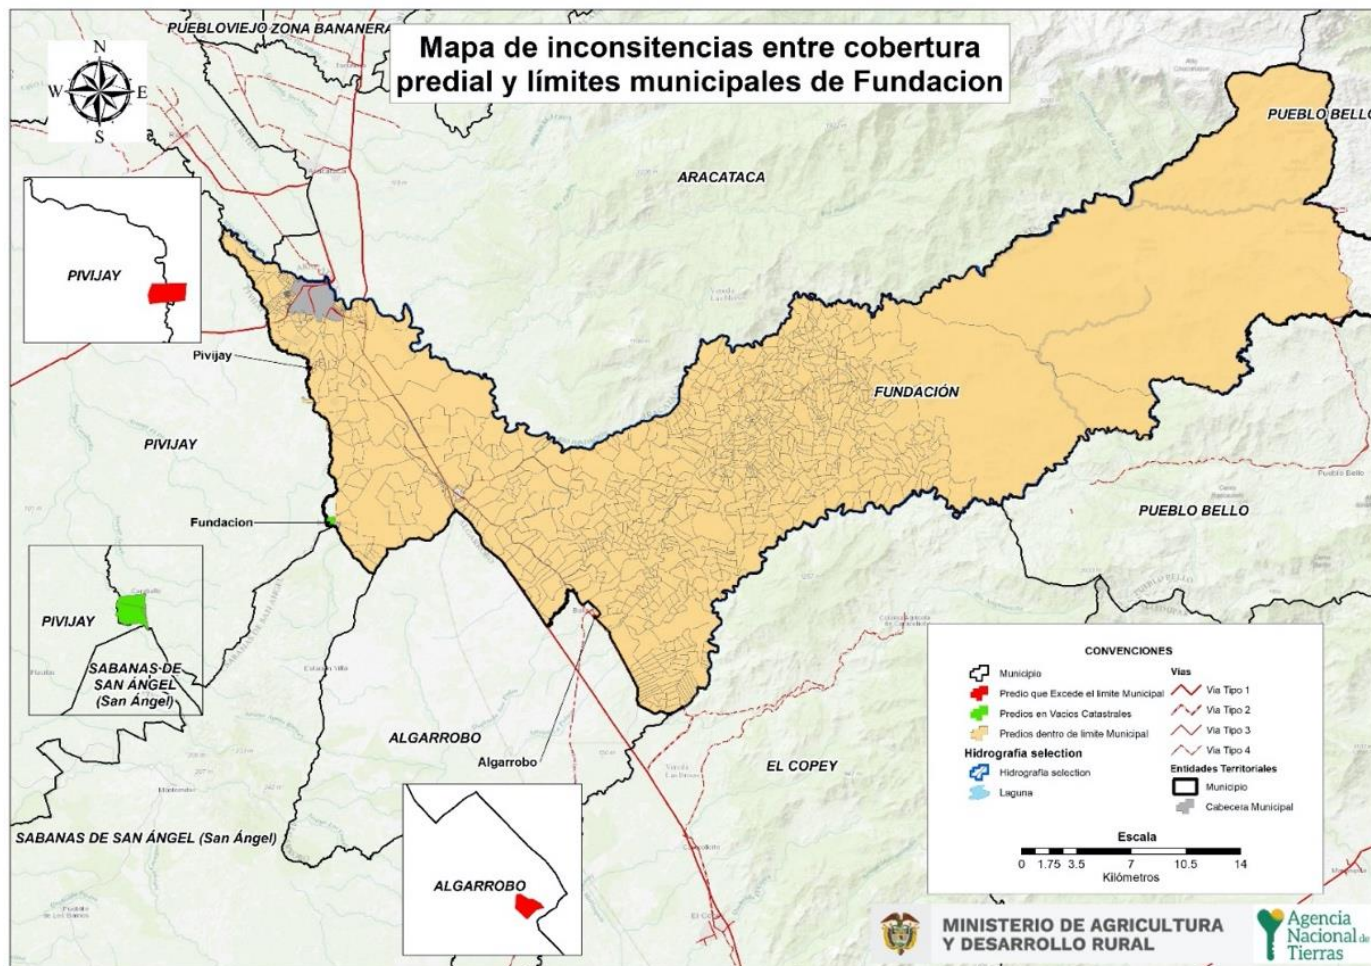 PUEBLOVIEJO ZONA BANANERA
Mapa de inconsitencias entre cobertura
predial y límites municipales de Fundacion
N
W E
S
PUEBLO BELLO
ARACATACA
PIVIJAY
Pivijay
FUNDACIÓN
PIVIJAY
Fundacion
PUEBLO BELLO
PIVIJAY
SABANAS DE
SAN ÁNGEL
(San Ángel)
ALGARROBO
Algarrobo
EL COPEY
SABANAS DE SAN ÁNGEL (San Ángel)
ALGARROBO
CONVENCIONES
Municipio
Predio que Excede el limite Municipal
Predios en Vacios Catastrales
Predios dentro de limite Municipal
Hidrografía selection
Hidrografía selection
Laguna
Vías
Via Tipo 1
Via Tipo 2
Via Tipo 3
Via Tipo 4
Entidades Territoriales
Municipio
Cabecera Municipal
Escala
0 1.75 3.5 7 10.5 14
Kilómetros
MINISTERIO DE AGRICULTURA
Y DESARROLLO RURAL
Agencia
Nacional de
Tierras